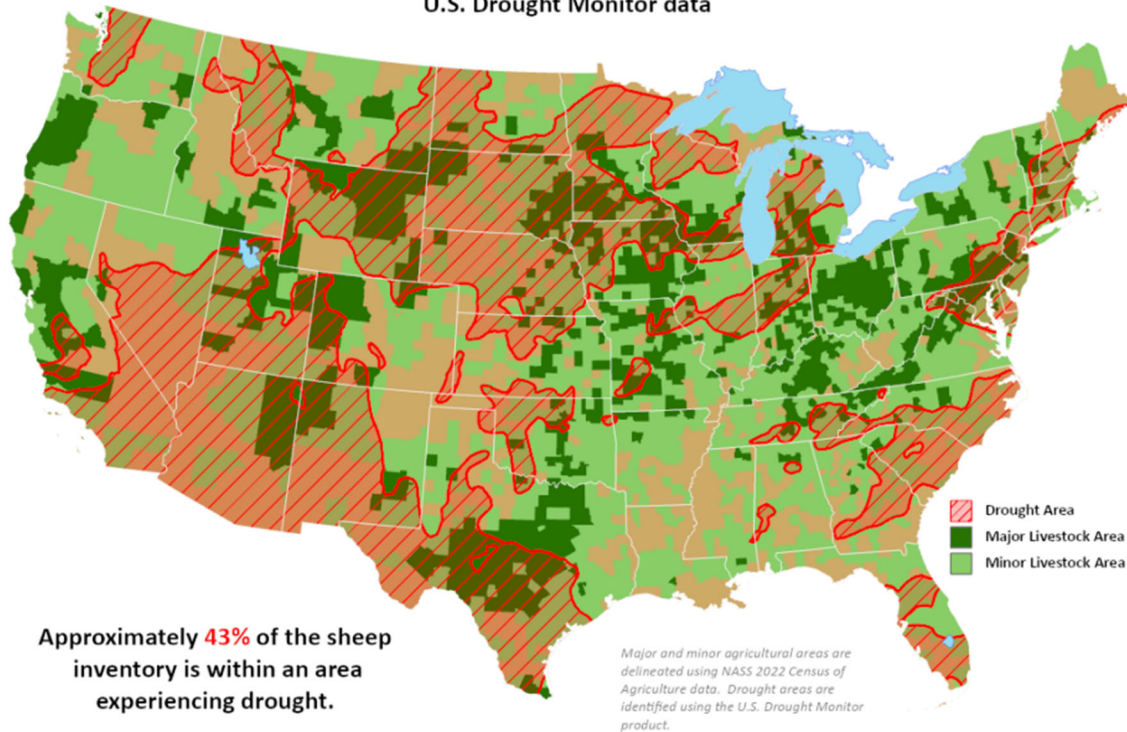 U.S. Drought Monitor data
Drought Area
Major Livestock Area
Minor Livestock Area
Approximately 43% of the sheep
inventory is within an area
experiencing drought.
Major and minor agricultural areas are
delineated using NASS 2022 Census of
Agriculture data. Drought areas are
identified using the U.S. Drought Monitor
product.